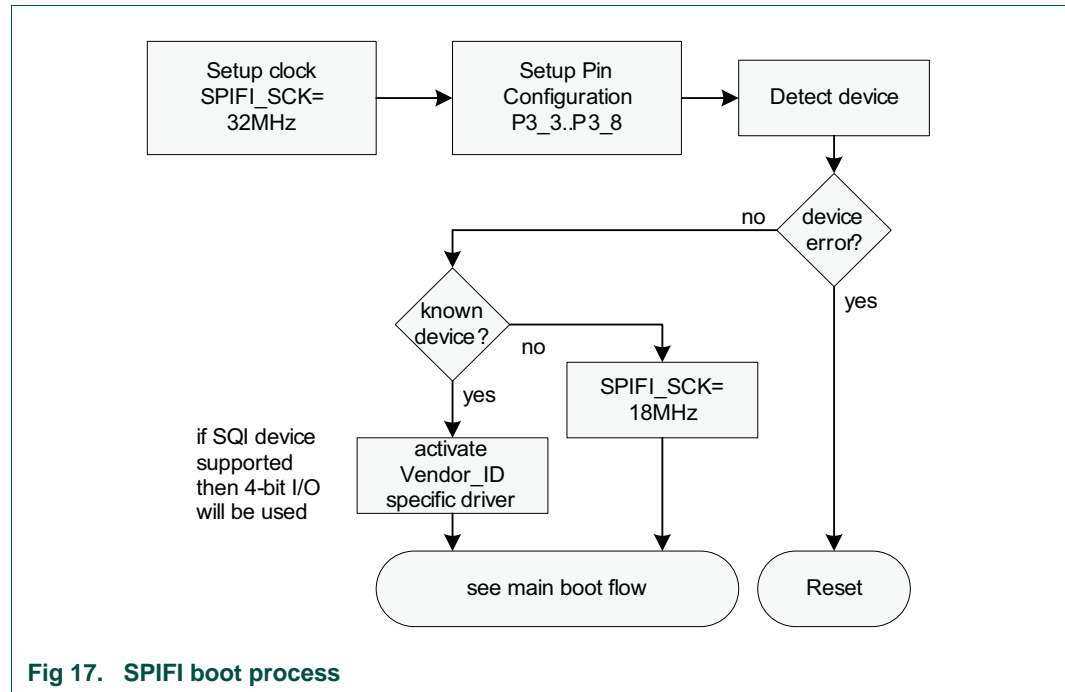 Setup clock
SPIFI_SCK=
32MHz
Setup Pin
Configuration
P3_3..P3_8
Detect device
device
error?
no
yes
known
device?
no
yes
SPIFI_SCK=
18MHz
if SQI device
supported
then 4-bit I/O
will be used
activate
Vendor_ID
specific driver
see main boot flow
Reset
Fig 17. SPIFI boot process